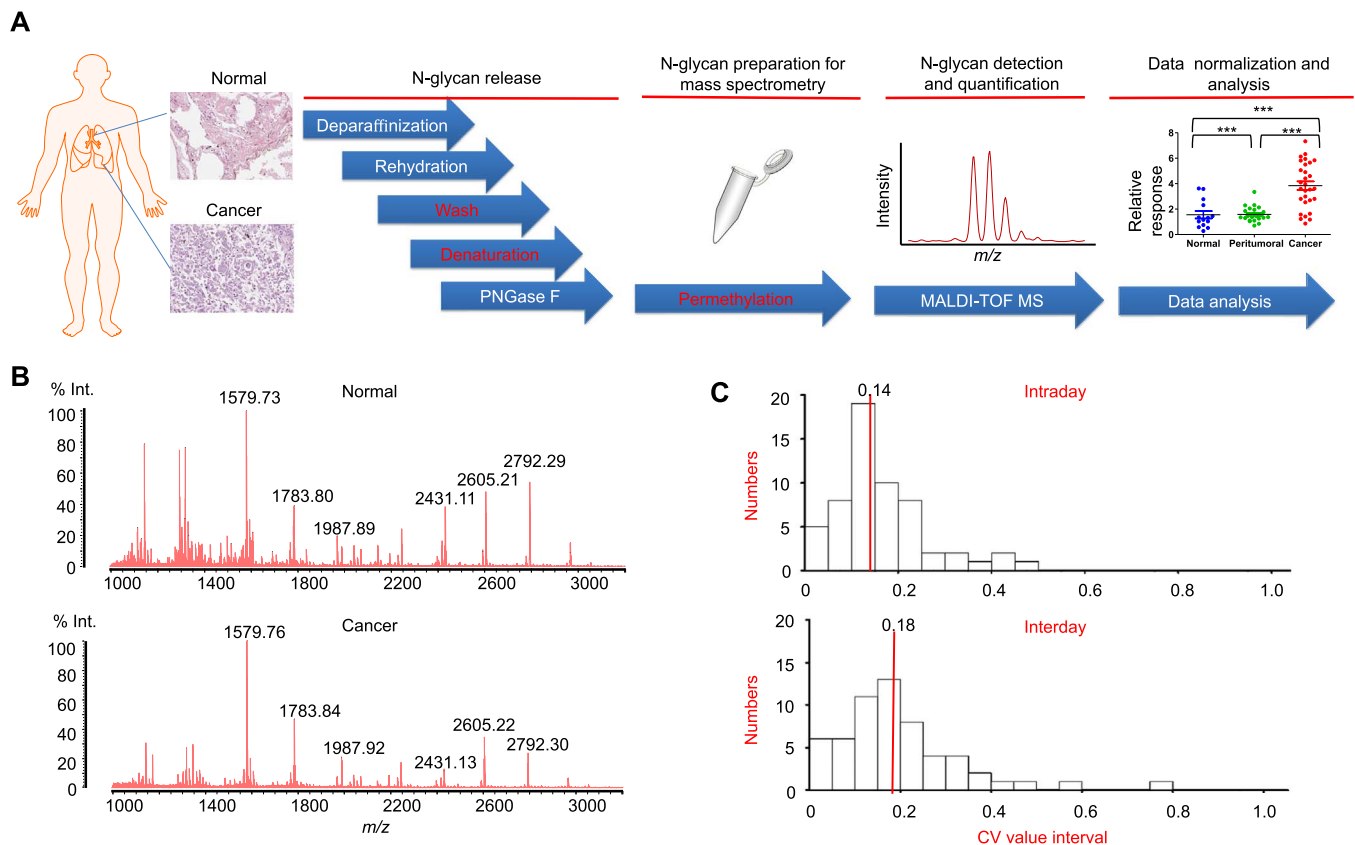 A
Normal
Cancer
N-glycan release
Deparaffinization
Rehydration
Wash
Denaturation
PNGase F
N-glycan preparation for
mass spectrometry
Permethylation
N-glycan detection
and quantification
Intensity
m/z
MALDI-TOF MS
Data normalization and
analysis
***
*** ***
Relative
response
8
6
4
2
0
Normal Peritumoral Cancer
Data analysis
B
% Int.
Normal
1579.73
1783.80
1987.89
2431.11
2605.21
2792.29
100
80
60
40
20
0
1000 1400 1800 2200 2600 3000
% Int.
Cancer
1579.76
1783.84
1987.92
2431.13
2605.22
2792.30
100
80
60
40
20
0
1000 1400 1800 2200 2600 3000
m/z
C
0.14
Intraday
Numbers
20
15
10
5
0
0 0.2 0.4 0.6 0.8 1.0
0.18
Interday
Numbers
20
15
10
5
0
0 0.2 0.4 0.6 0.8 1.0
CV value interval